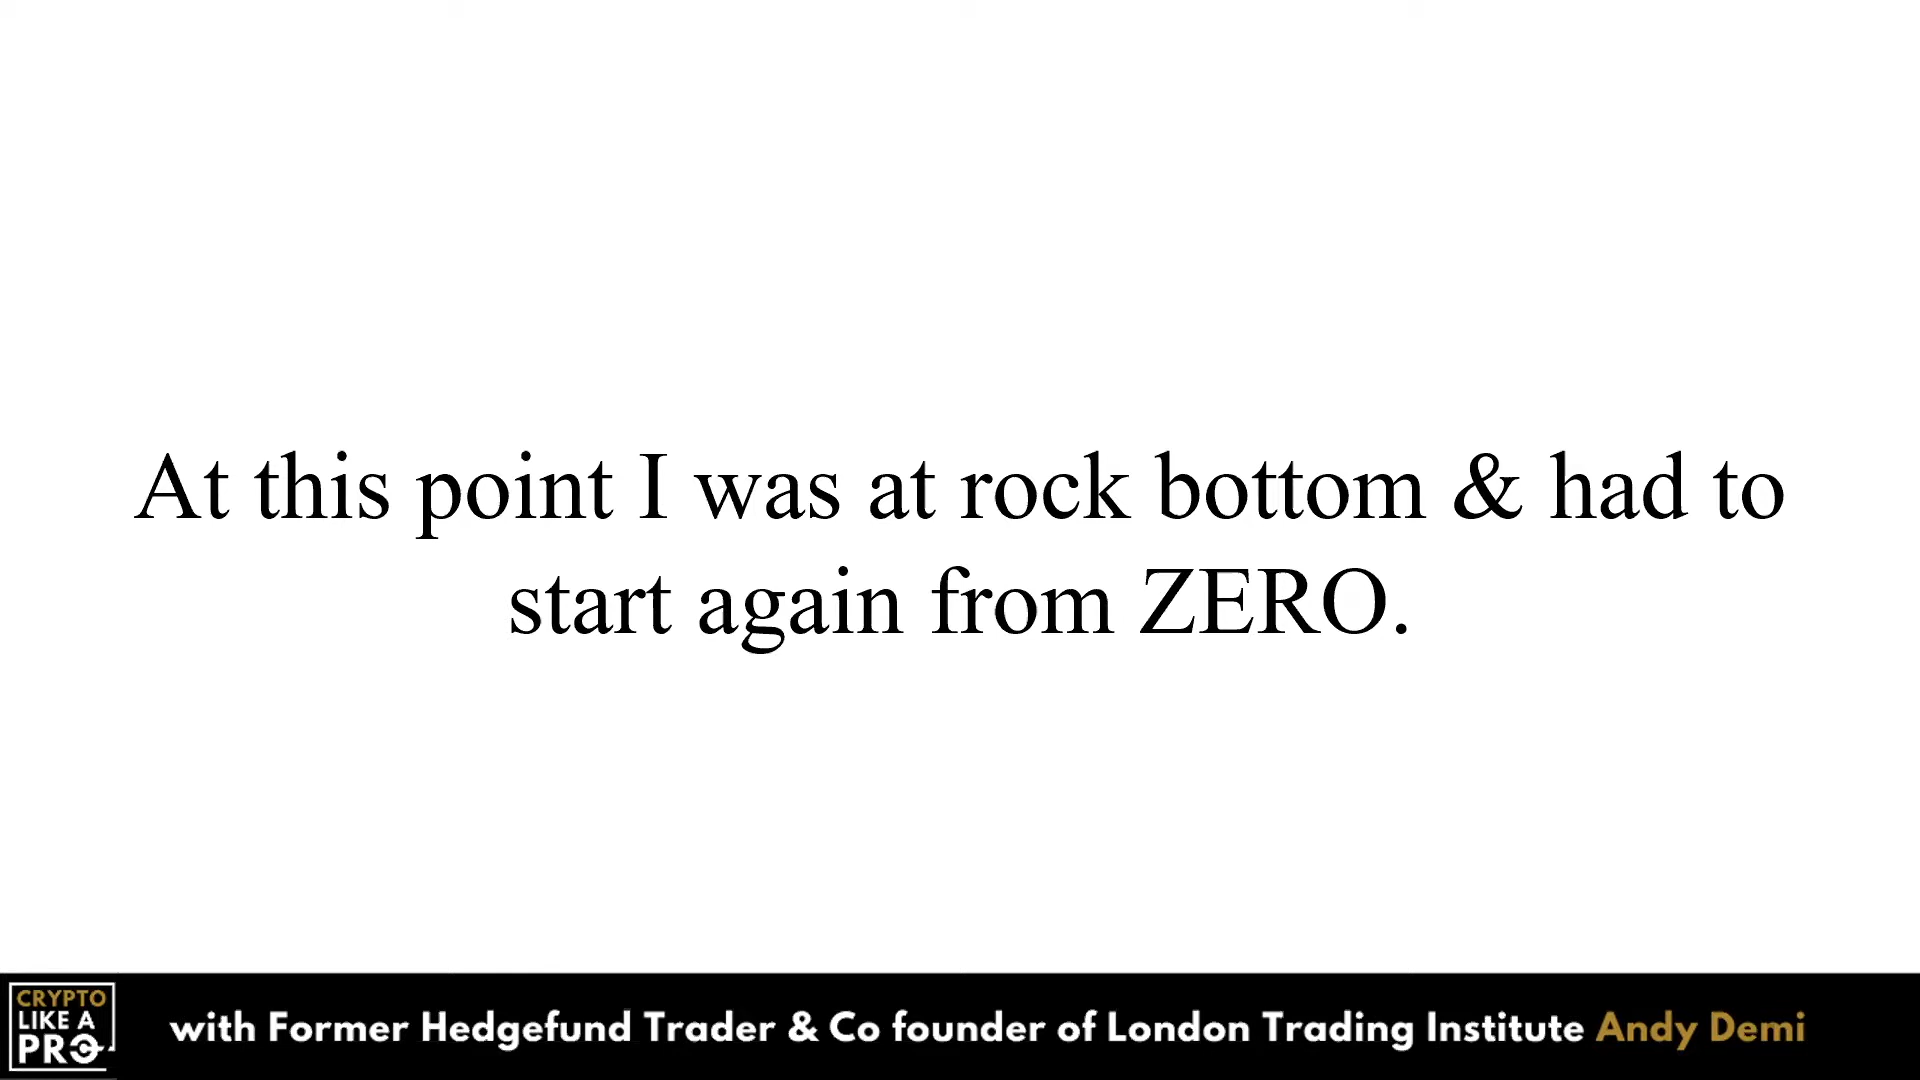 At this point I was at rock bottom & had to
start again from ZERO.
CRYPTO
LIKE A
PRO
with Former Hedgefund Trader & Co founder of London Trading Institute Andy Demi